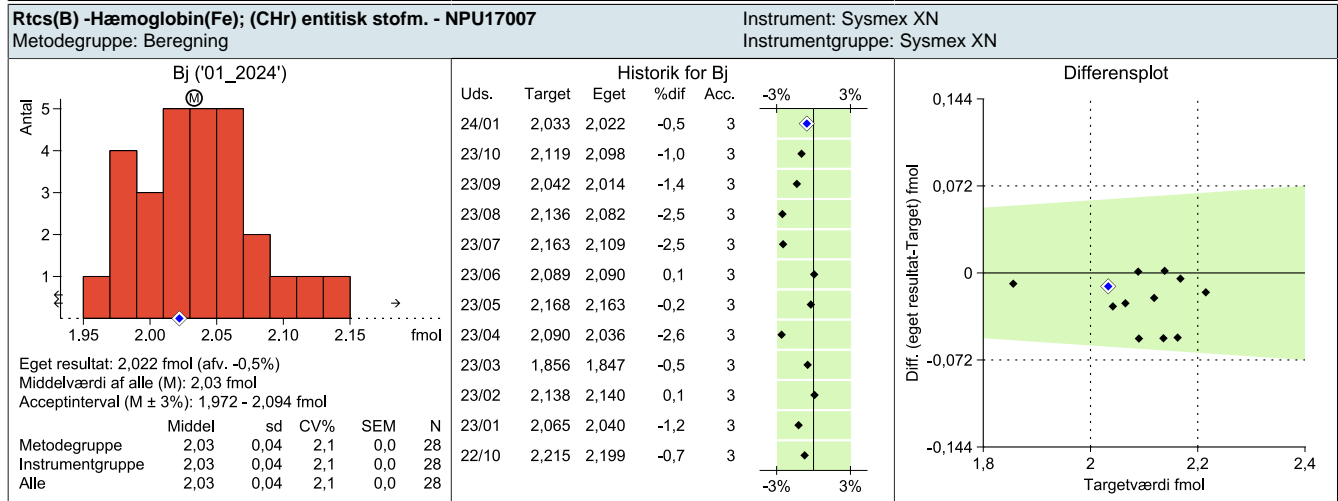 Rtcs(B) -Hæmoglobin(Fe); (CHr) entitisk stofm. - NPU17007
Instrument: Sysmex XN
Metodegruppe: Beregning
Instrumentgruppe: Sysmex XN
Bj ('01_2024')
M
Antal
5
4
3
2
1
1.95 2.00 2.05 2.10 2.15 fmol
Eget resultat: 2,022 fmol (afv. -0,5%)
Middelværdi af alle (M): 2,03 fmol
Acceptinterval (M ± 3%): 1,972 - 2,094 fmol
Middel sd CV% SEM N
Metodegruppe 2,03 0,04 2,1 0,0 28
Instrumentgruppe 2,03 0,04 2,1 0,0 28
Alle 2,03 0,04 2,1 0,0 28
Historik for Bj
Uds. Target Eget %dif Acc. -3% 3%
24/01 2,033 2,022 -0,5 3
23/10 2,119 2,098 -1,0 3
23/09 2,042 2,014 -1,4 3
23/08 2,136 2,082 -2,5 3
23/07 2,163 2,109 -2,5 3
23/06 2,089 2,090 0,1 3
23/05 2,168 2,163 -0,2 3
23/04 2,090 2,036 -2,6 3
23/03 1,856 1,847 -0,5 3
23/02 2,138 2,140 0,1 3
23/01 2,065 2,040 -1,2 3
22/10 2,215 2,199 -0,7 3
-3% 3%
Differensplot
Diff. (eget resultat-Target) fmol
0,144
0,072
0
-0,072
-0,144
1,8 2 2,2 2,4
Targetværdi fmol